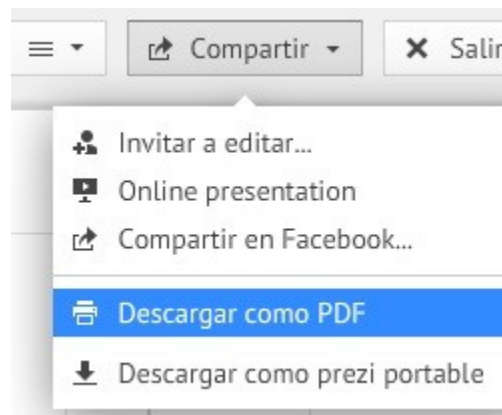 Compartir
Salir
Invitar a editar...
Online presentation
Compartir en Facebook...
Descargar como PDF
Descargar como prezi portable